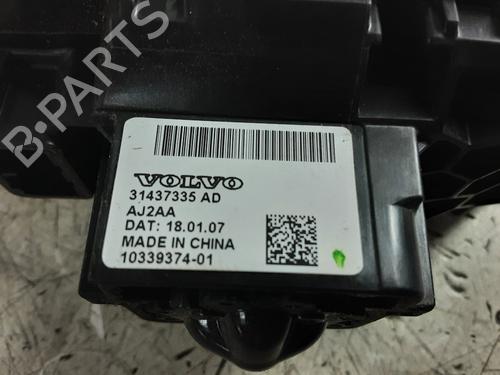 B-PARTS
VOLVO
31437335 AD
AJ2AA
DAT: 18.01.07
MADE IN CHINA
10339374-01